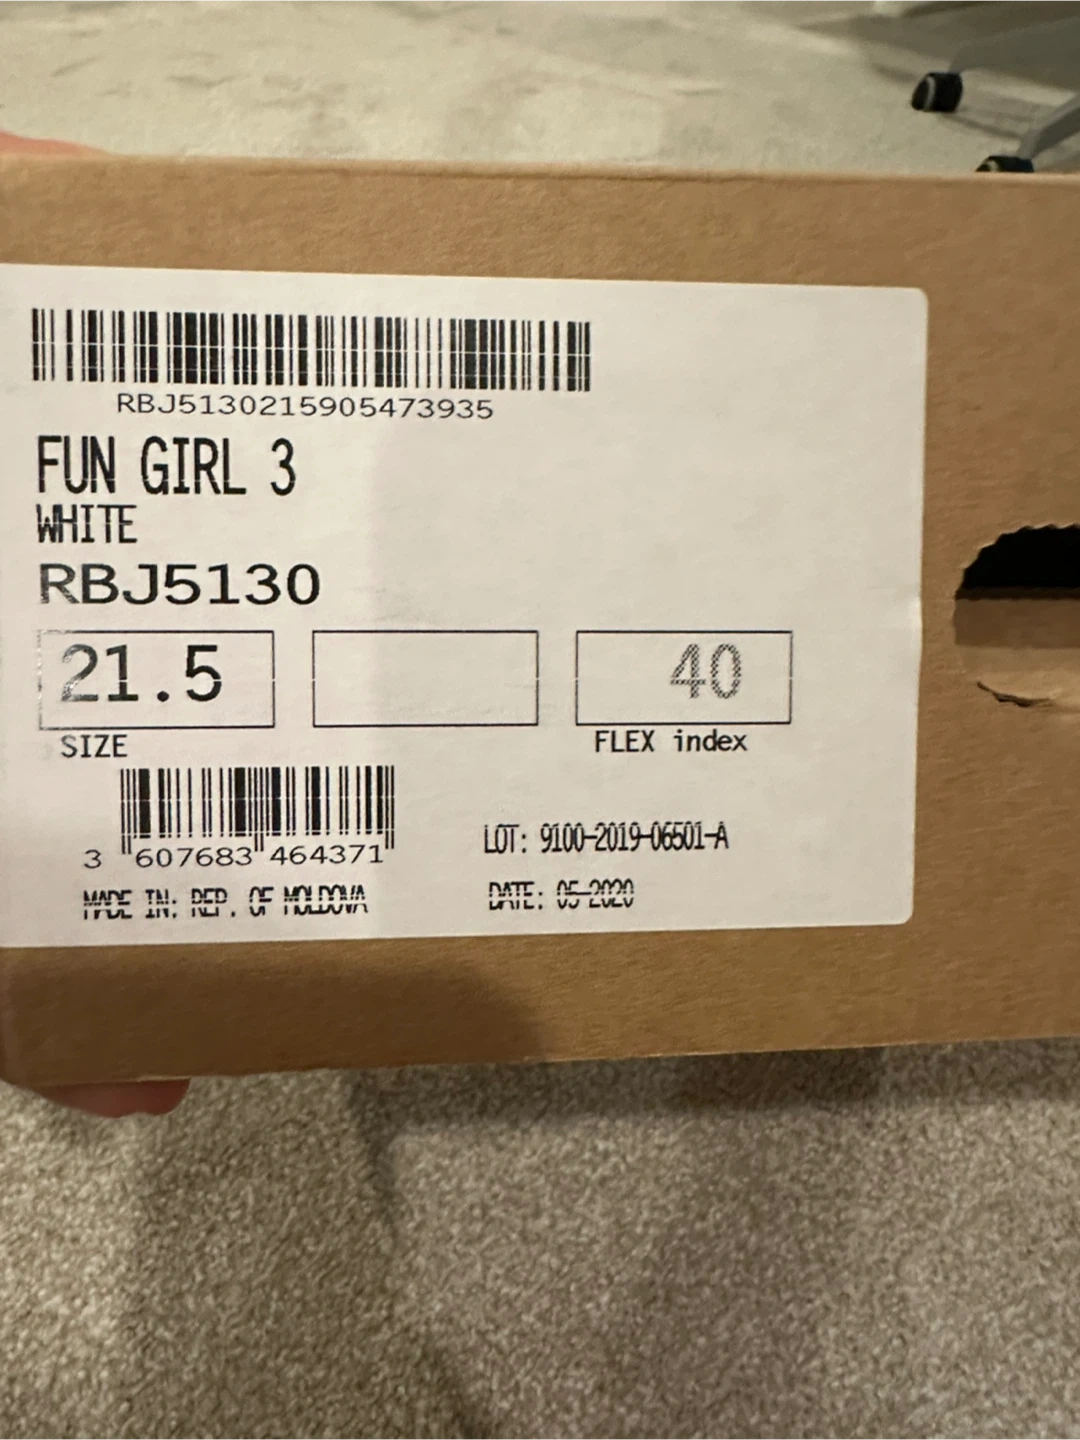 RBJ5130215905473935
FUN GIRL 3
WHITE
RBJ5130
21.5
40
SIZE
FLEX index
3 607683 464371
LOT: 9100-2019-06501-A
MADE IN: REP. OF MOLDOVA
DATE: 05-2020